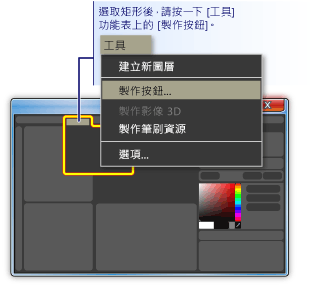 選取矩形後，請按一下 [工具]
功能表上的 [製作按鈕]。
工具
建立新圖層
製作按鈕...
製作影像 3D
製作筆刷資源
選項...
X